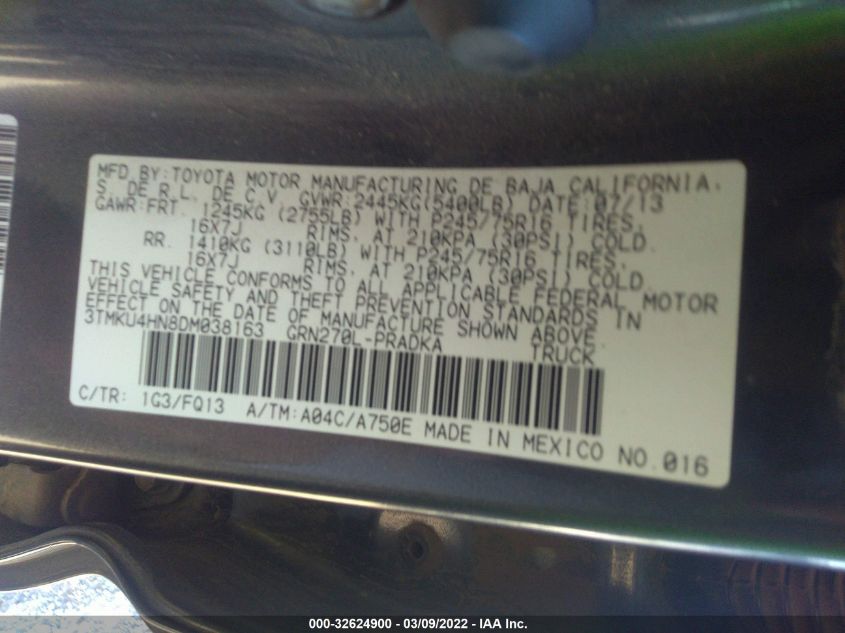 MFD.BY:TOYOTA MOTOR MANUFACTURING DE BAJA CALIFORNIA.
S. DE R.L. DE C.V. GVWR:2445KG(5400LB) DATE:07/13
GAWR:FRT. 1245KG (2755LB) WITH P245/75R16 TIRES,
16X7J RIMS, AT 210KPA (30PSI) COLD.
RR. 1410KG (3110LB) WITH P245/75R16 TIRES,
16X7J RIMS, AT 210KPA (30PSI) COLD.
THIS VEHICLE CONFORMS TO ALL APPLICABLE FEDERAL MOTOR
VEHICLE SAFETY AND THEFT PREVENTION STANDARDS IN
EFFECT ON THE DATE OF MANUFACTURE SHOWN ABOVE.
3TMKU4HN8DM038163 GRN270L-PRADKA TRUCK
C/TR: 1G3/FQ13 A/TM:A04C/A750E MADE IN MEXICO NO.016
000-32624900 - 03/09/2022 - IAA Inc.